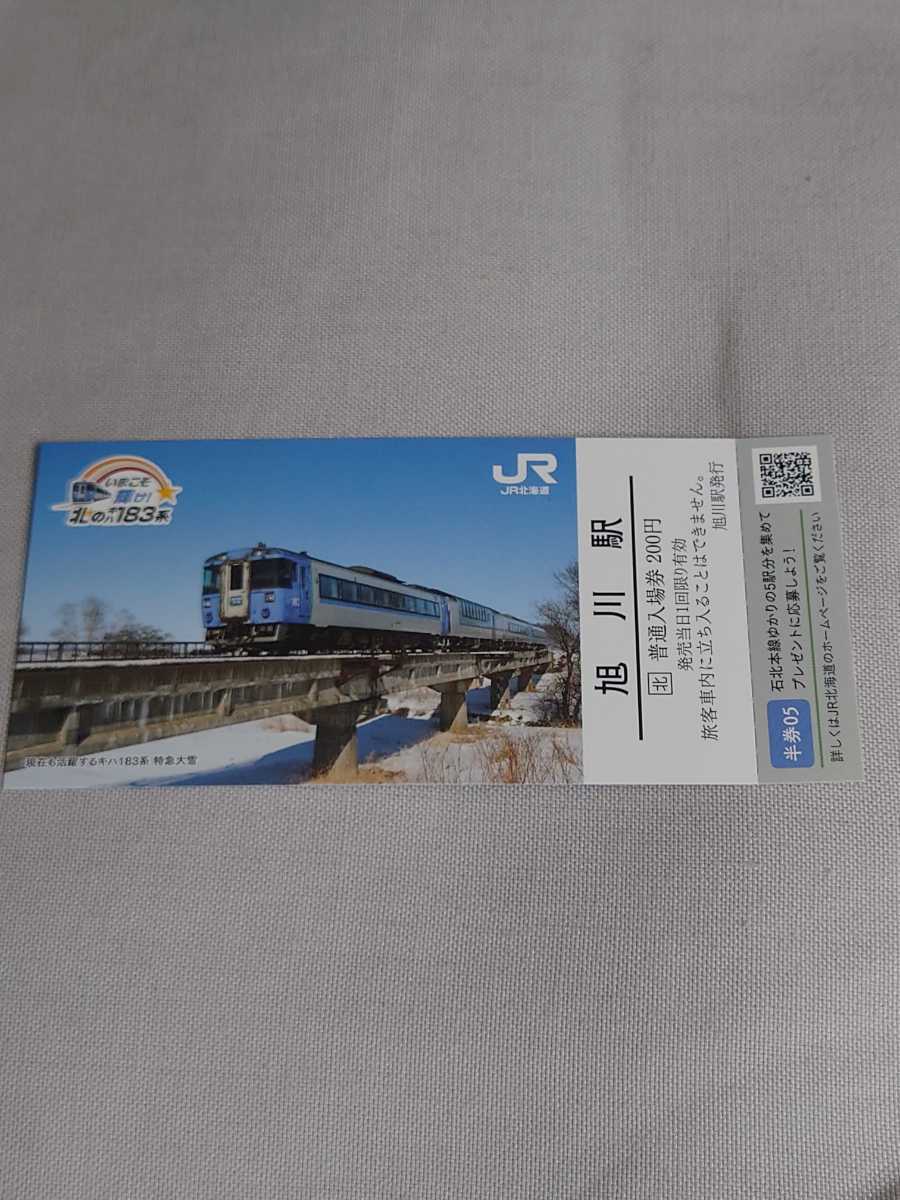 いまこそ
輝け!
北のキハ183系
JR
JR北海道
現在も活躍するキハ183系 特急大雪
旭川駅
北 普通入場券 200円
発売当日1回限り有効
旅客車内に立ち入ることはできません。
旭川駅発行
半券05
石北本線ゆかりの5駅分を集めて
プレゼントに応募しよう!
詳しくはJR北海道のホームページをご覧ください